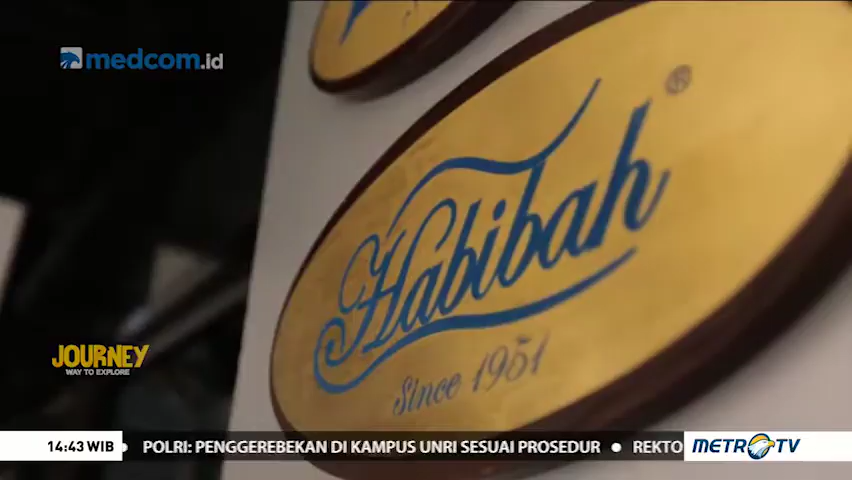 medcom.id
®
Habibah
Since 1951
JOURNEY
WAY TO EXPLORE
14:43 WIB
POLRI: PENGGEREBEKAN DI KAMPUS UNRI SESUAI PROSEDUR ● REKTO
METRO TV